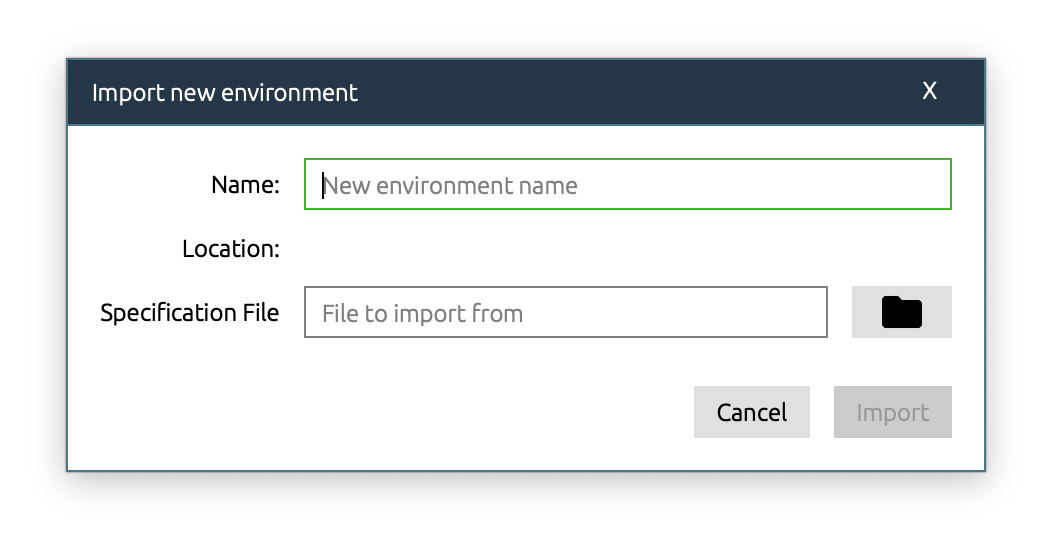 Import new environment X
Name: New environment name
Location:
Specification File File to import from
Cancel Import